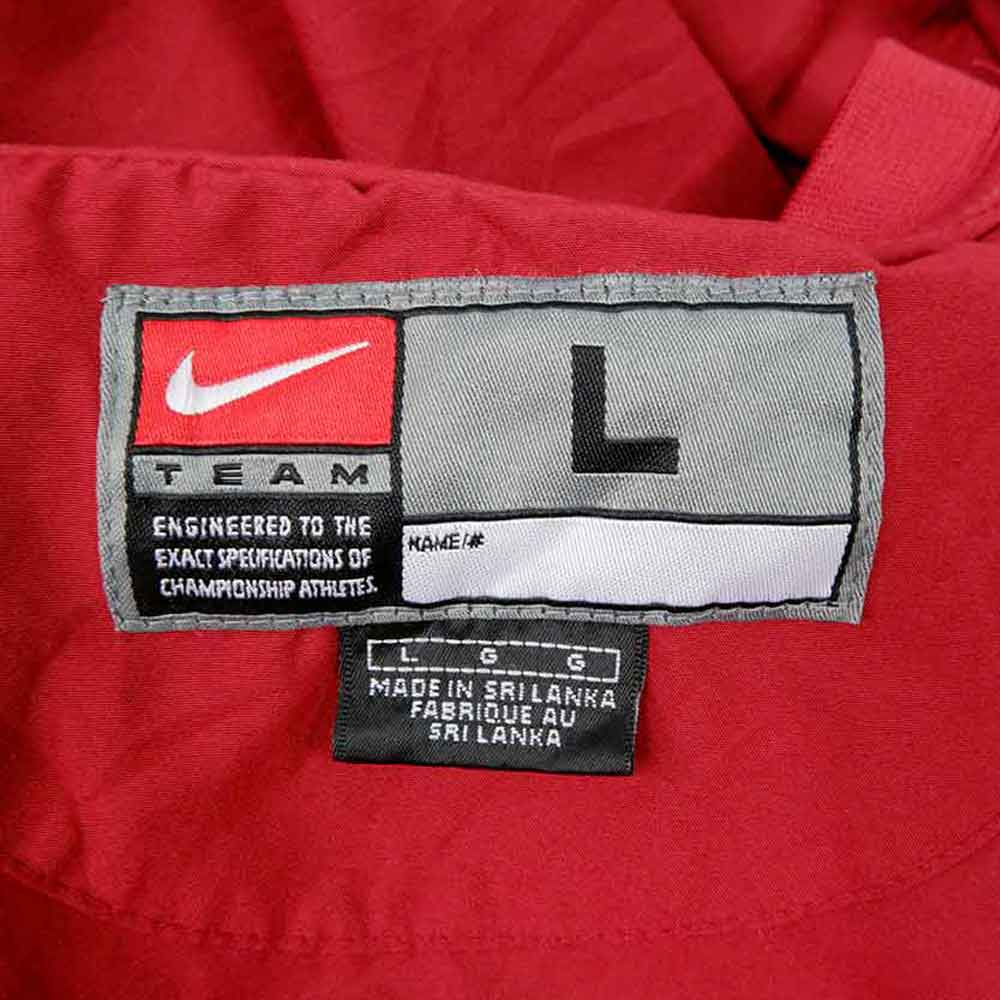 TEAM
ENGINEERED TO THE
EXACT SPECIFICATIONS OF
CHAMPIONSHIP ATHLETES.
L
NAME/#
L G G
MADE IN SRI LANKA
FABRIQUE AU
SRI LANKA